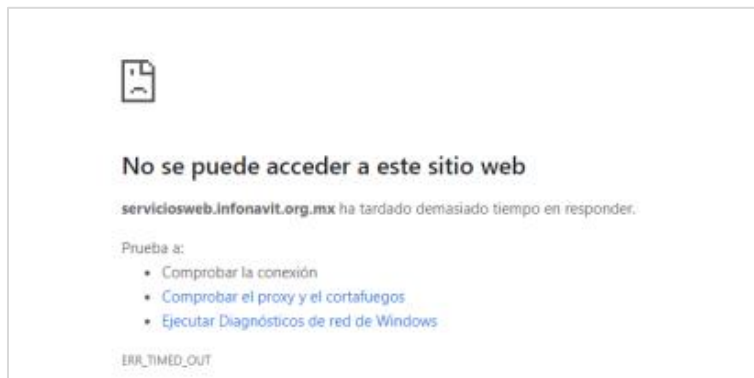 No se puede acceder a este sitio web
serviciosweb.infonavit.org.mx ha tardado demasiado tiempo en responder.
Prueba a:
• Comprobar la conexión
• Comprobar el proxy y el cortafuegos
• Ejecutar Diagnósticos de red de Windows
ERR_TIMED_OUT